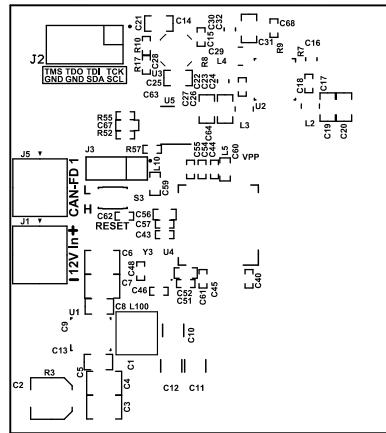 C21
C14
C30
C32
C68
J2
R10
C15
C31
R9
R17
C28
C29
L4
R7
C16
TMS TDO TDI TCK
GND GND SDA SCL
U3
R8
C25
C22
C23
C24
C18
C17
C63
C27
C26
U5
U2
R55
C67
R52
C64
L3
L2
C19
C20
J5
J3
R57
L10
C55
C54
C44
L5
C60
VPP
CAN-FD 1
L
H
S3
C59
C62
RESET
C56
C57
C43
J1
12V In
+
−
C6
C7
C48
Y3
U4
C46
C52
C51
C61
C45
C40
U1
C8
L100
C9
C10
C13
C5
C1
C12
C11
R3
C2
C4
C3